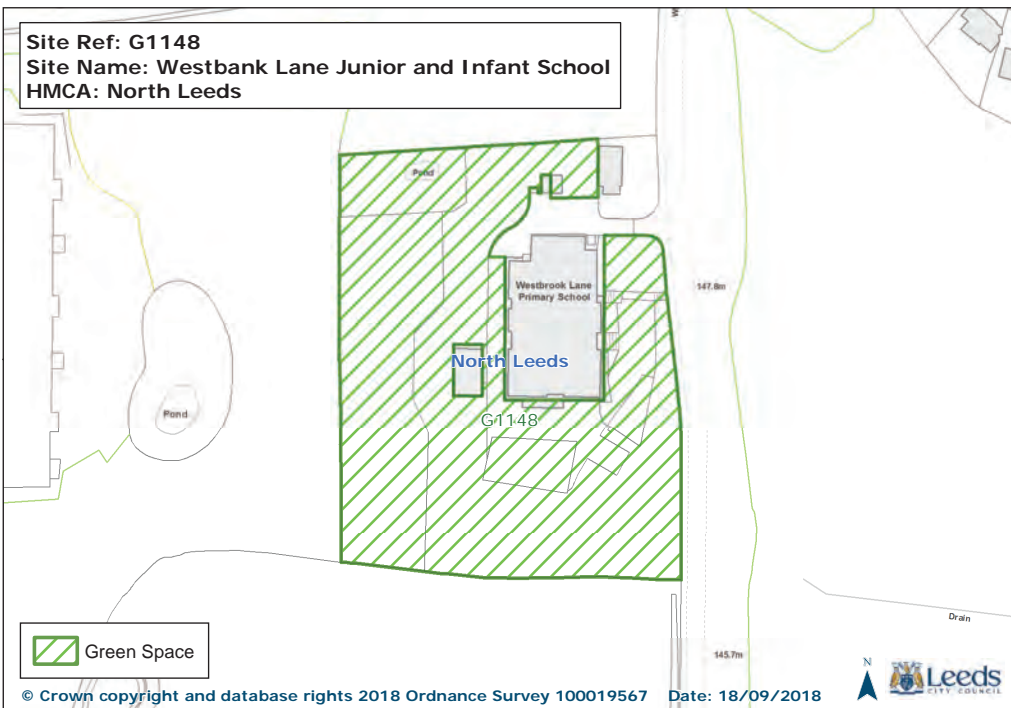 Site Ref: G1148
Site Name: Westbank Lane Junior and Infant School
HMCA: North Leeds
W
Pond
Westbrook Lane
Primary School
147.8m
North Leeds
Pond
G1148
Drain
Green Space
145.7m
N
Leeds
CITY COUNCIL
© Crown copyright and database rights 2018 Ordnance Survey 100019567 Date: 18/09/2018